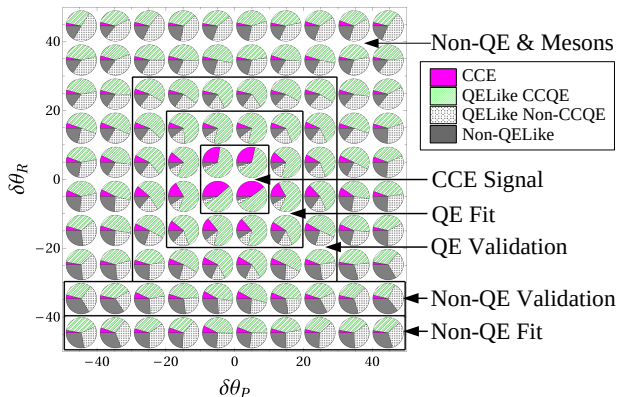 40
20
0
−20
−40
δθR
−40
−20
0
20
40
δθP
Non-QE & Mesons
CCE
QELike CCQE
QELike Non-CCQE
Non-QELike
CCE Signal
QE Fit
QE Validation
Non-QE Validation
Non-QE Fit